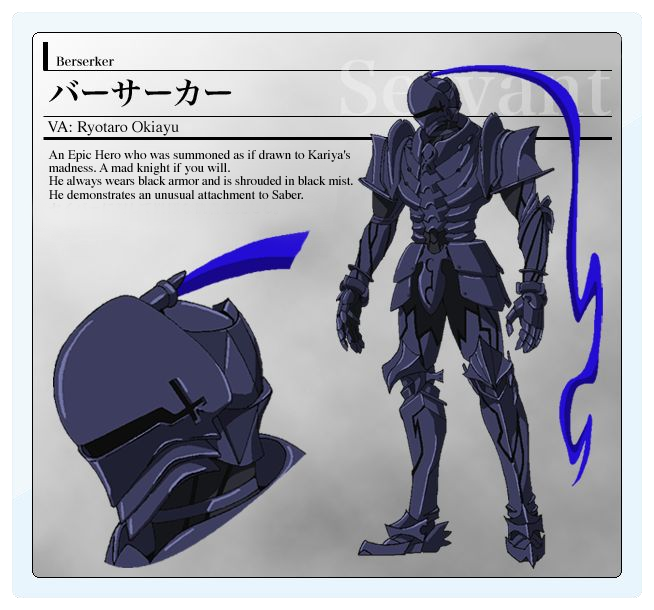 Berserker
Servant
バーサーカー
VA: Ryotaro Okiayu
An Epic Hero who was summoned as if drawn to Kariya's
madness. A mad knight if you will.
He always wears black armor and is shrouded in black mist.
He demonstrates an unusual attachment to Saber.